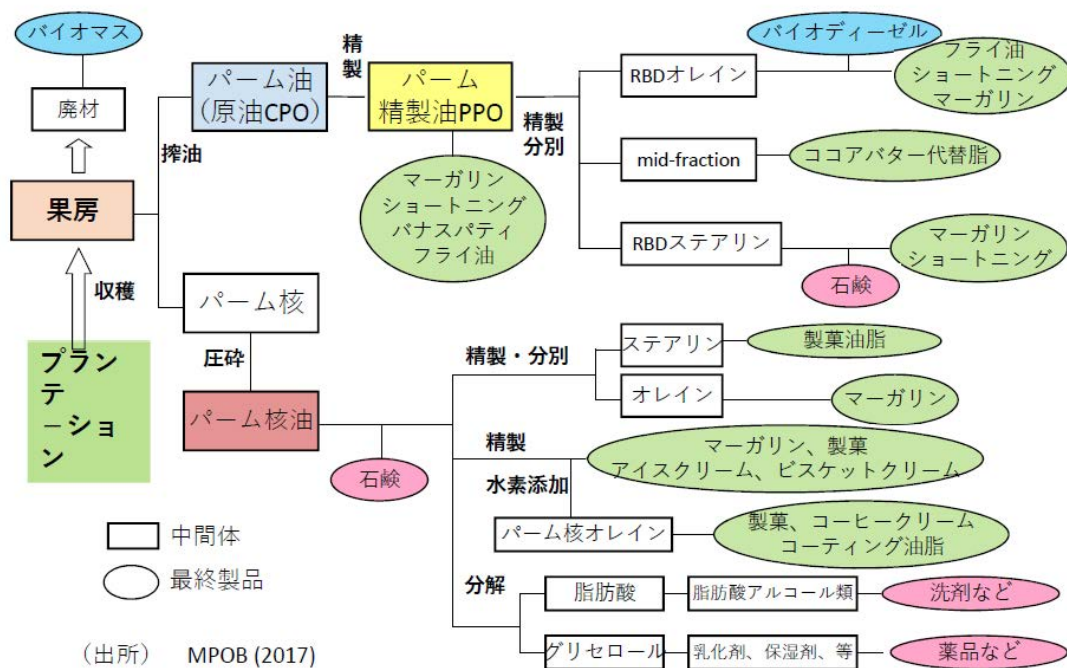 バイオマス
廃材
果房
収穫
プラン
テ
－ション
搾油
パーム油
（原油CPO）
精
製
パーム
精製油PPO
マーガリン
ショートニング
バナスパティ
フライ油
精製
分別
RBDオレイン
バイオディーゼル
フライ油
ショートニング
マーガリン
mid-fraction
ココアバター代替脂
RBDステアリン
石鹸
マーガリン
ショートニング
パーム核
圧砕
パーム核油
石鹸
精製・分別
ステアリン
製菓油脂
オレイン
マーガリン
精製
マーガリン、製菓
アイスクリーム、ビスケットクリーム
水素添加
パーム核オレイン
製菓、コーヒークリーム
コーティング油脂
分解
脂肪酸
脂肪酸アルコール類
洗剤など
グリセロール
乳化剤、保湿剤、等
薬品など
中間体
最終製品
（出所） MPOB (2017)